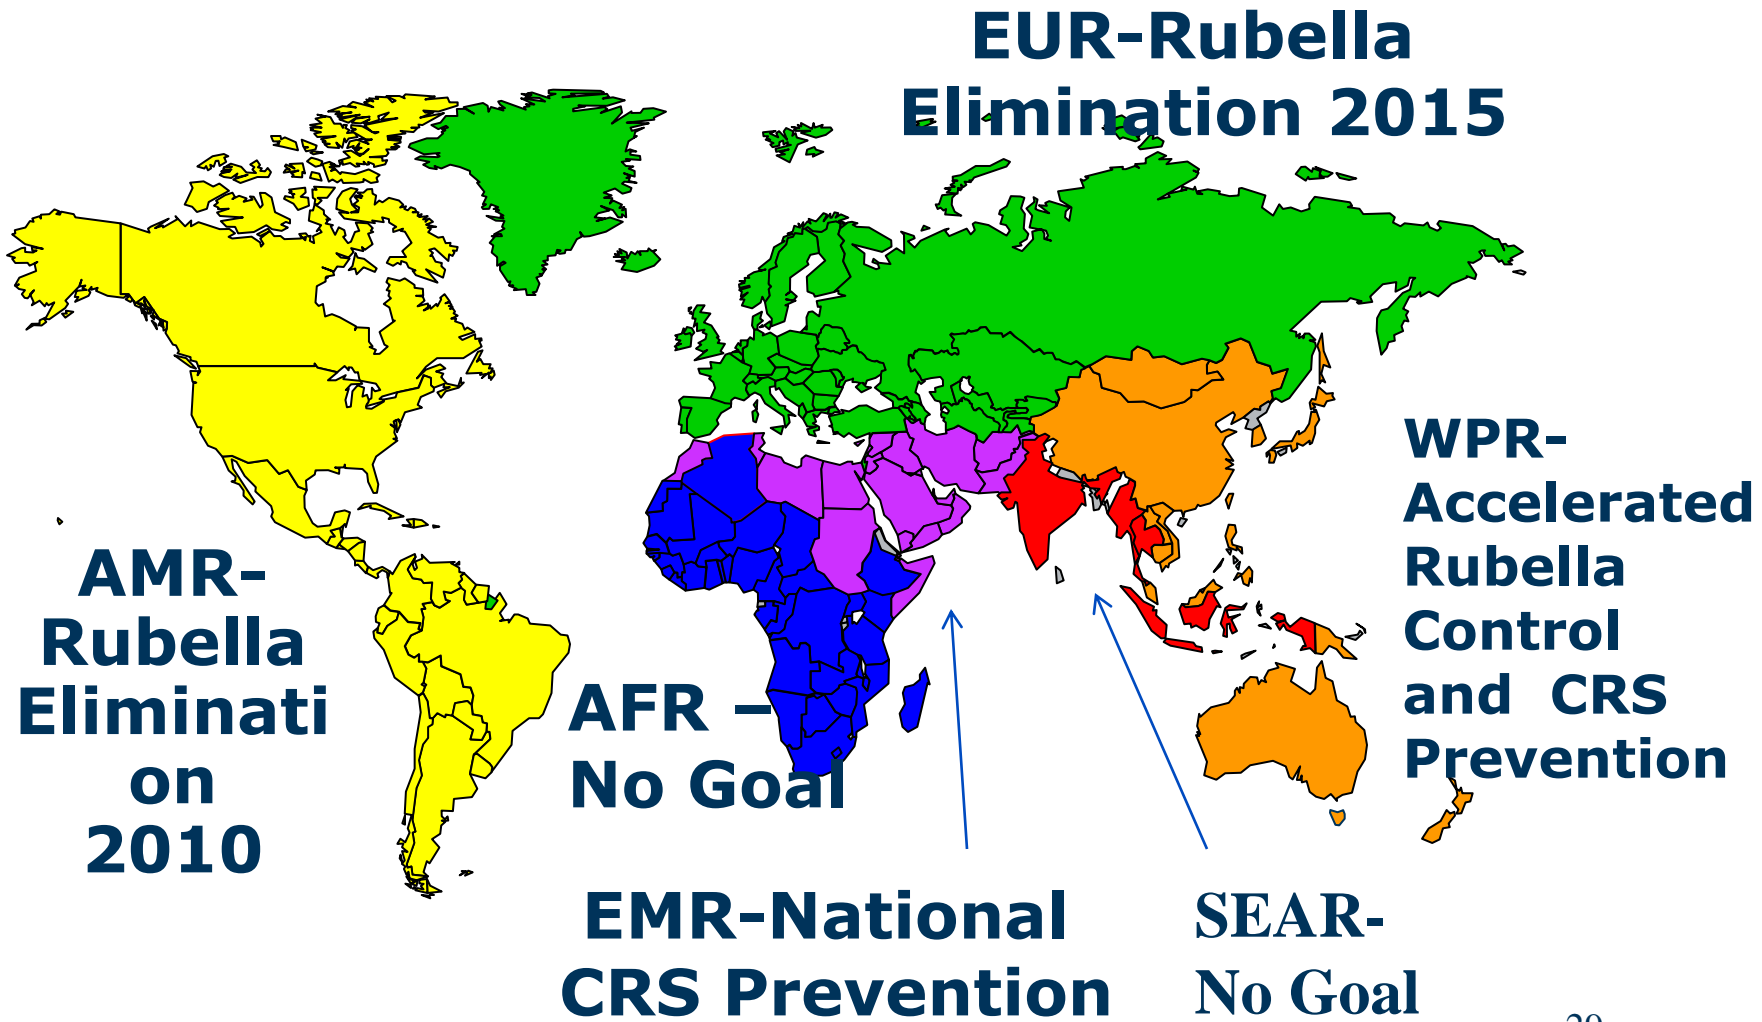 EUR-Rubella
Elimination 2015
AMR-
Rubella
Eliminati
on
2010
AFR –
No Goal
WPR-
Accelerated
Rubella
Control
and CRS
Prevention
EMR-National
CRS Prevention
SEAR-
No Goal